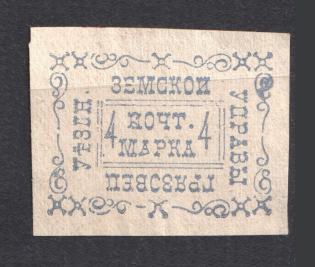 ЗЕМСКОЙ
УПРАВЫ
ГРЯЗОВЕЦ
УѢЗДН.
4 ПОЧТ. 4
МАРКА